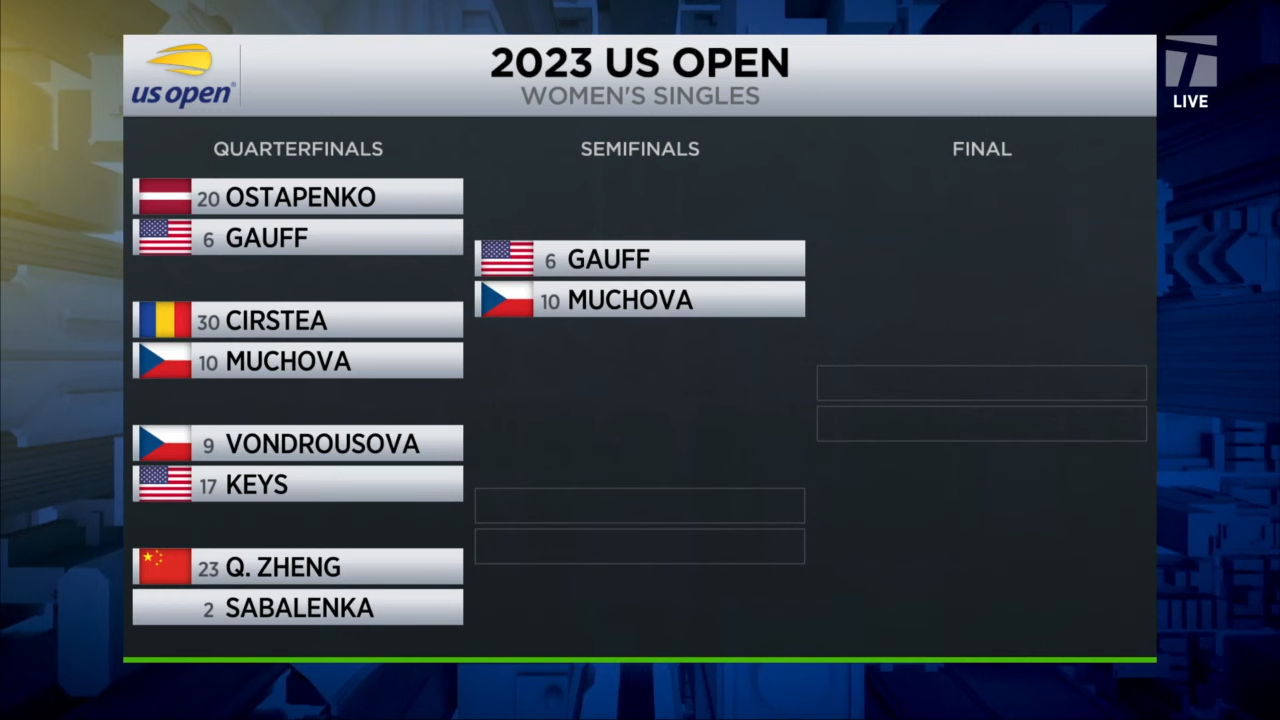 us open
2023 US OPEN
WOMEN'S SINGLES
LIVE
QUARTERFINALS
SEMIFINALS
FINAL
20 OSTAPENKO
6 GAUFF
30 CIRSTEA
10 MUCHOVA
9 VONDROUSOVA
17 KEYS
23 Q. ZHENG
2 SABALENKA
6 GAUFF
10 MUCHOVA